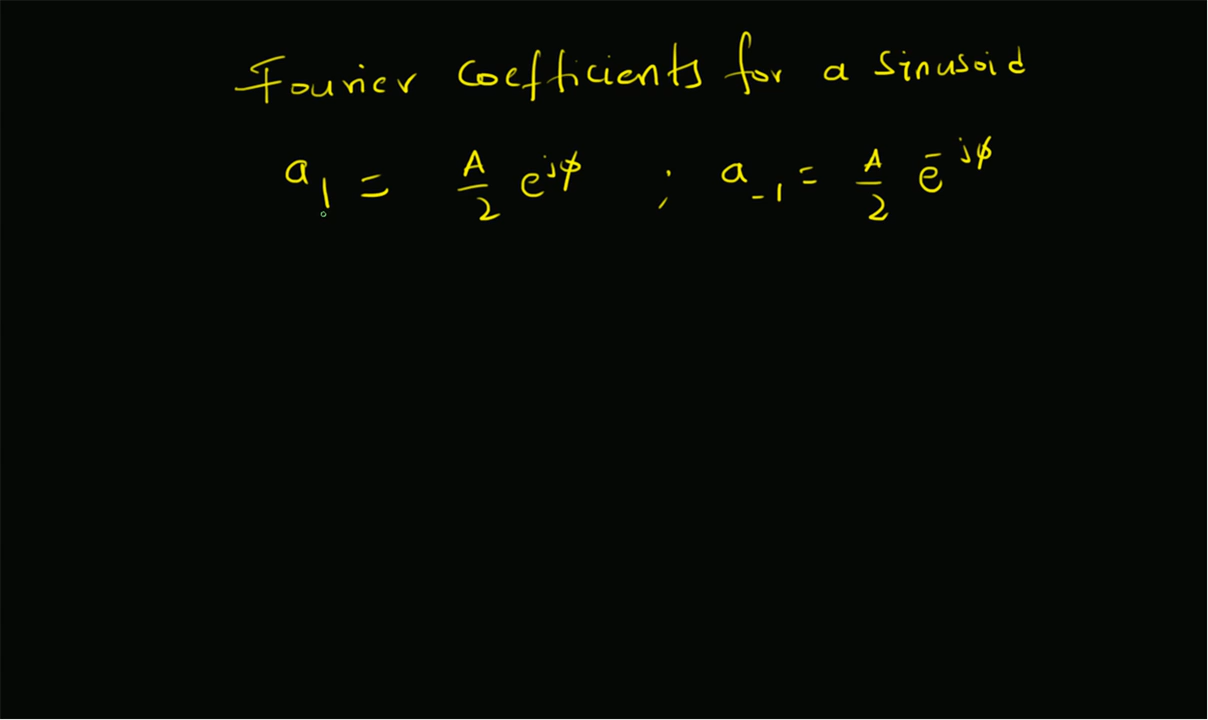 Fourier coefficients for a sinusoid
a₁ = A/2 e^{jϕ} ; a₋₁ = A/2 e^{-jϕ}